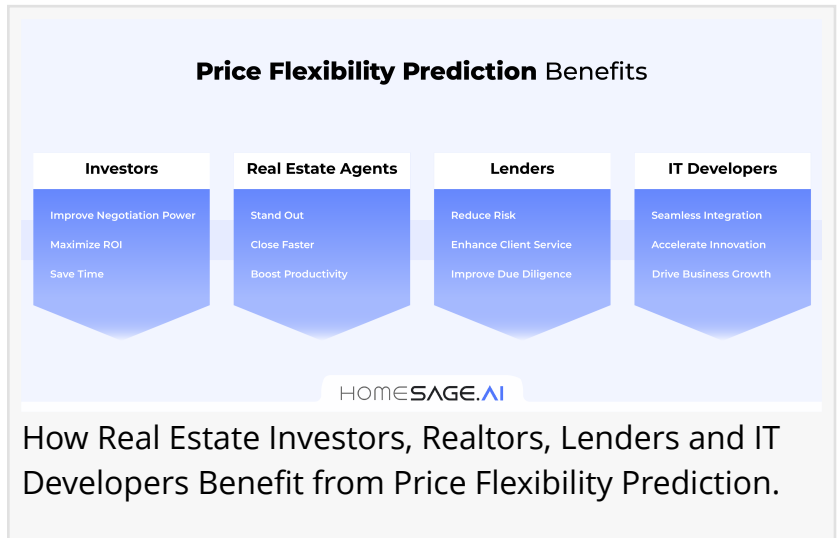 Price Flexibility Prediction Benefits
Investors
Improve Negotiation Power
Maximize ROI
Save Time
Real Estate Agents
Stand Out
Close Faster
Boost Productivity
Lenders
Reduce Risk
Enhance Client Service
Improve Due Diligence
IT Developers
Seamless Integration
Accelerate Innovation
Drive Business Growth
HOMESAGE.AI
How Real Estate Investors, Realtors, Lenders and IT
Developers Benefit from Price Flexibility Prediction.